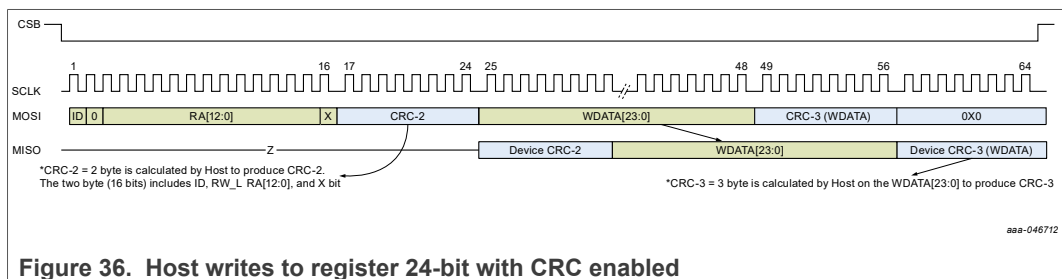 CSB
1 16 17 24 25 48 49 56 64
SCLK
MOSI ID 0 RA[12:0] X CRC-2 WDATA[23:0] CRC-3 (WDATA) 0X0
MISO Z Device CRC-2 WDATA[23:0] Device CRC-3 (WDATA)
*CRC-2 = 2 byte is calculated by Host to produce CRC-2.
The two byte (16 bits) includes ID, RW_L RA[12:0], and X bit
*CRC-3 = 3 byte is calculated by Host on the WDATA[23:0] to produce CRC-3
aaa-046712
Figure 36. Host writes to register 24-bit with CRC enabled